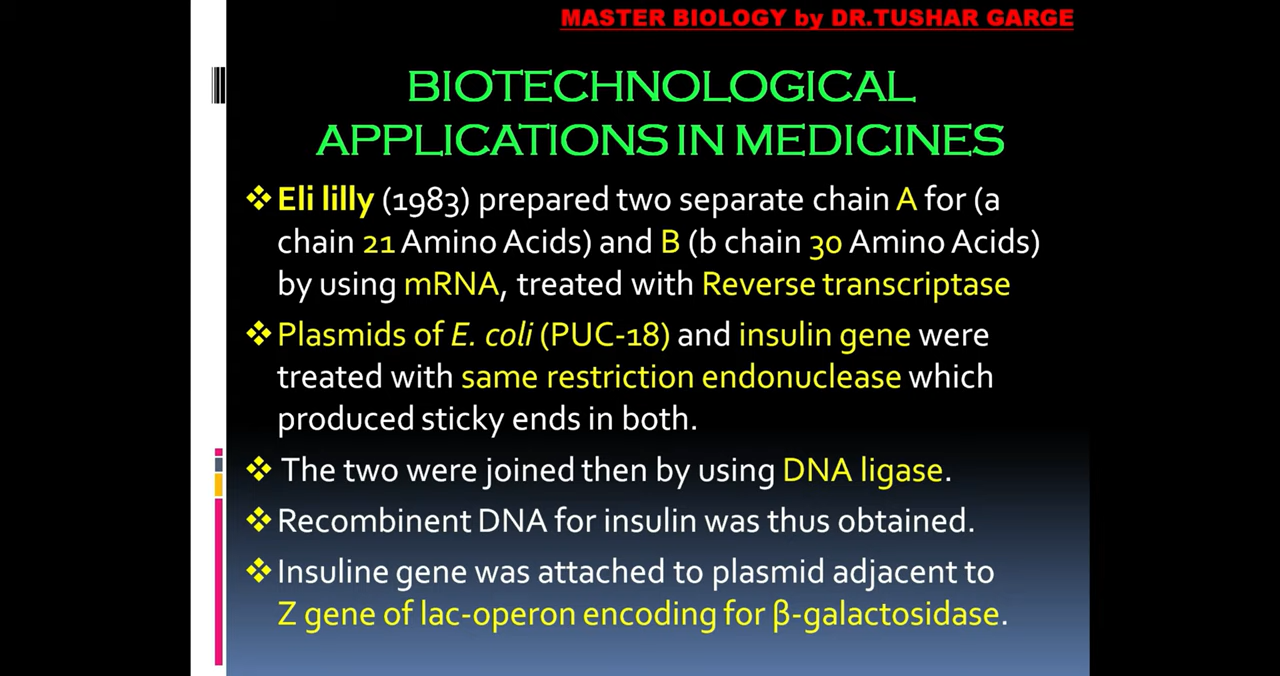 MASTER BIOLOGY by DR.TUSHAR GARGE
BIOTECHNOLOGICAL
APPLICATIONS IN MEDICINES
❖ Eli lilly (1983) prepared two separate chain A for (a
chain 21 Amino Acids) and B (b chain 30 Amino Acids)
by using mRNA, treated with Reverse transcriptase
❖ Plasmids of E. coli (PUC-18) and insulin gene were
treated with same restriction endonuclease which
produced sticky ends in both.
❖ The two were joined then by using DNA ligase.
❖ Recombinent DNA for insulin was thus obtained.
❖ Insuline gene was attached to plasmid adjacent to
Z gene of lac-operon encoding for β-galactosidase.